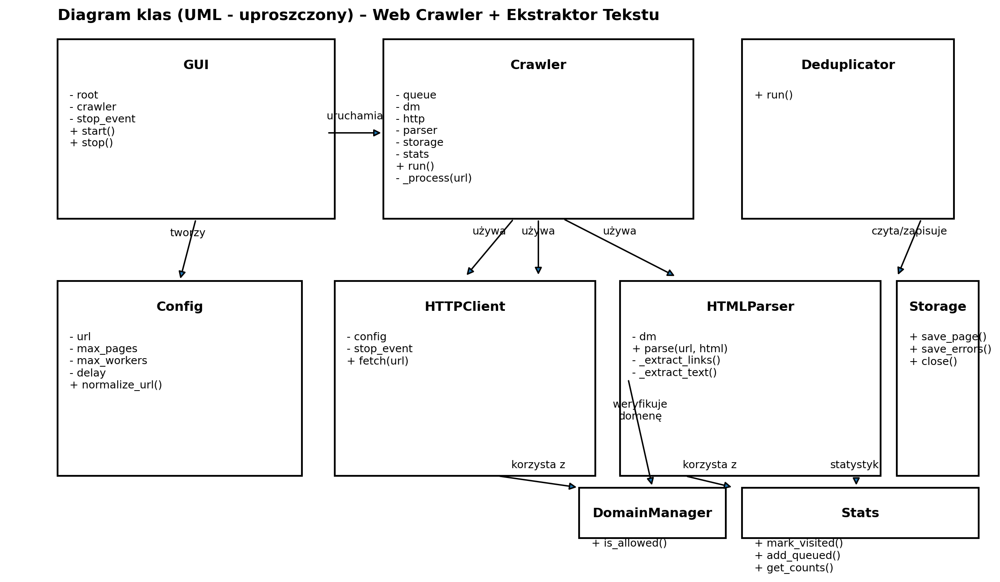 Diagram klas (UML - uproszczony) – Web Crawler + Ekstraktor Tekstu
GUI
- root
- crawler
- stop_event
+ start()
+ stop()
uruchamia
Crawler
- queue
- dm
- http
- parser
- storage
- stats
+ run()
- _process(url)
Deduplicator
+ run()
tworzy
używa
używa
używa
czyta/zapisuje
Config
- url
- max_pages
- max_workers
- delay
+ normalize_url()
HTTPClient
- config
- stop_event
+ fetch(url)
korzysta z
HTMLParser
- dm
+ parse(url, html)
- _extract_links()
- _extract_text()
weryfikuje
domenę
korzysta z
statystyk
Storage
+ save_page()
+ save_errors()
+ close()
DomainManager
+ is_allowed()
Stats
+ mark_visited()
+ add_queued()
+ get_counts()